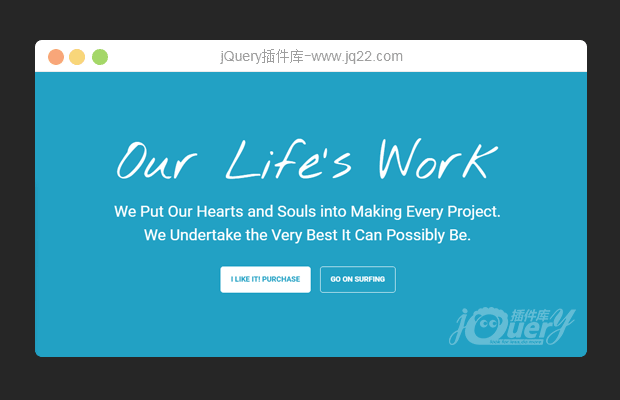 jQuery插件库-www.jq22.com
Our Life's Work
We Put Our Hearts and Souls into Making Every Project.
We Undertake the Very Best It Can Possibly Be.
I LIKE IT! PURCHASE
GO ON SURFING
jQuery 插件库